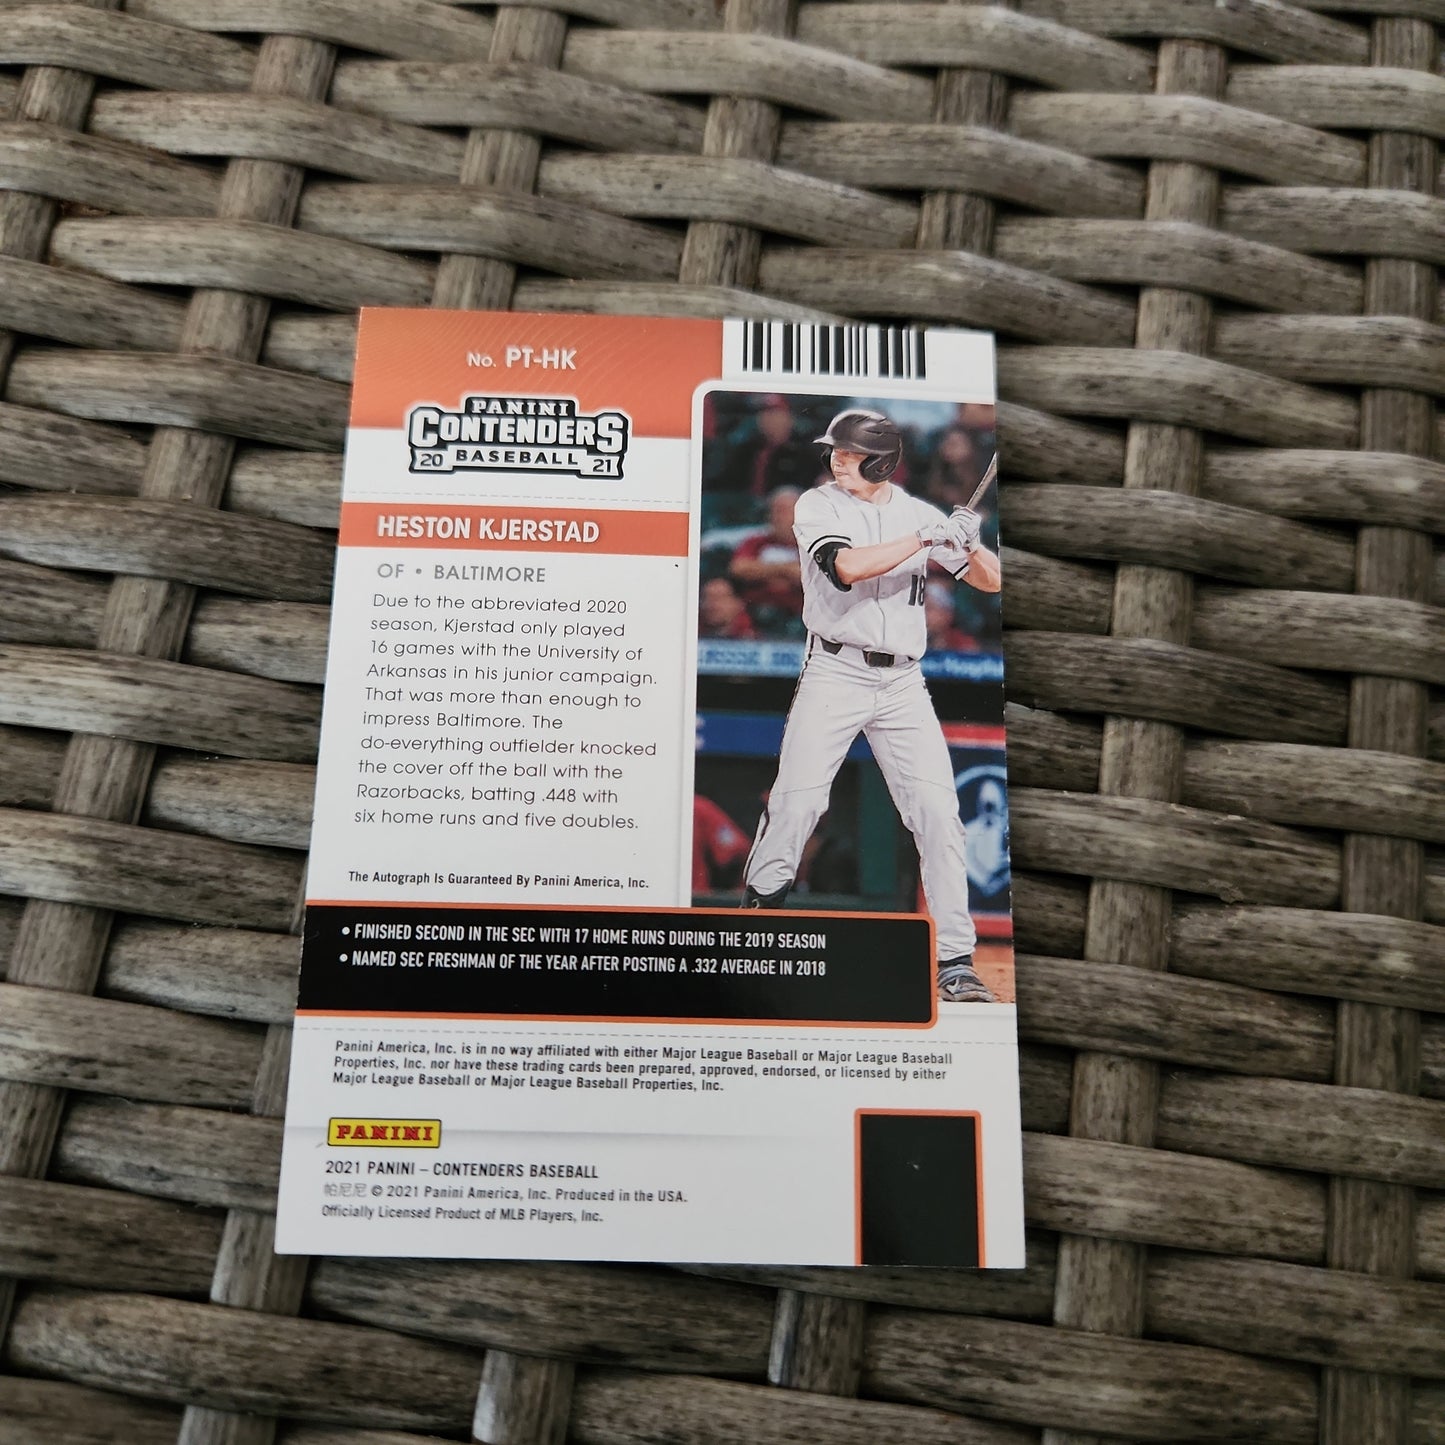 No. PT-HK
PANINI
CONTENDERS
20 BASEBALL 21
HESTON KJERSTAD
OF • BALTIMORE
Due to the abbreviated 2020
season, Kjerstad only played
16 games with the University of
Arkansas in his junior campaign.
That was more than enough to
impress Baltimore. The
do-everything outfielder knocked
the cover off the ball with the
Razorbacks, batting .448 with
six home runs and five doubles.
The Autograph Is Guaranteed By Panini America, Inc.
18
• FINISHED SECOND IN THE SEC WITH 17 HOME RUNS DURING THE 2019 SEASON
• NAMED SEC FRESHMAN OF THE YEAR AFTER POSTING A .332 AVERAGE IN 2018
Panini America, Inc. is in no way affiliated with either Major League Baseball or Major League Baseball
Properties, Inc. nor have these trading cards been prepared, approved, endorsed, or licensed by either
Major League Baseball or Major League Baseball Properties, Inc.
PANINI
2021 PANINI – CONTENDERS BASEBALL
帕尼尼 © 2021 Panini America, Inc. Produced in the USA.
Officially Licensed Product of MLB Players, Inc.